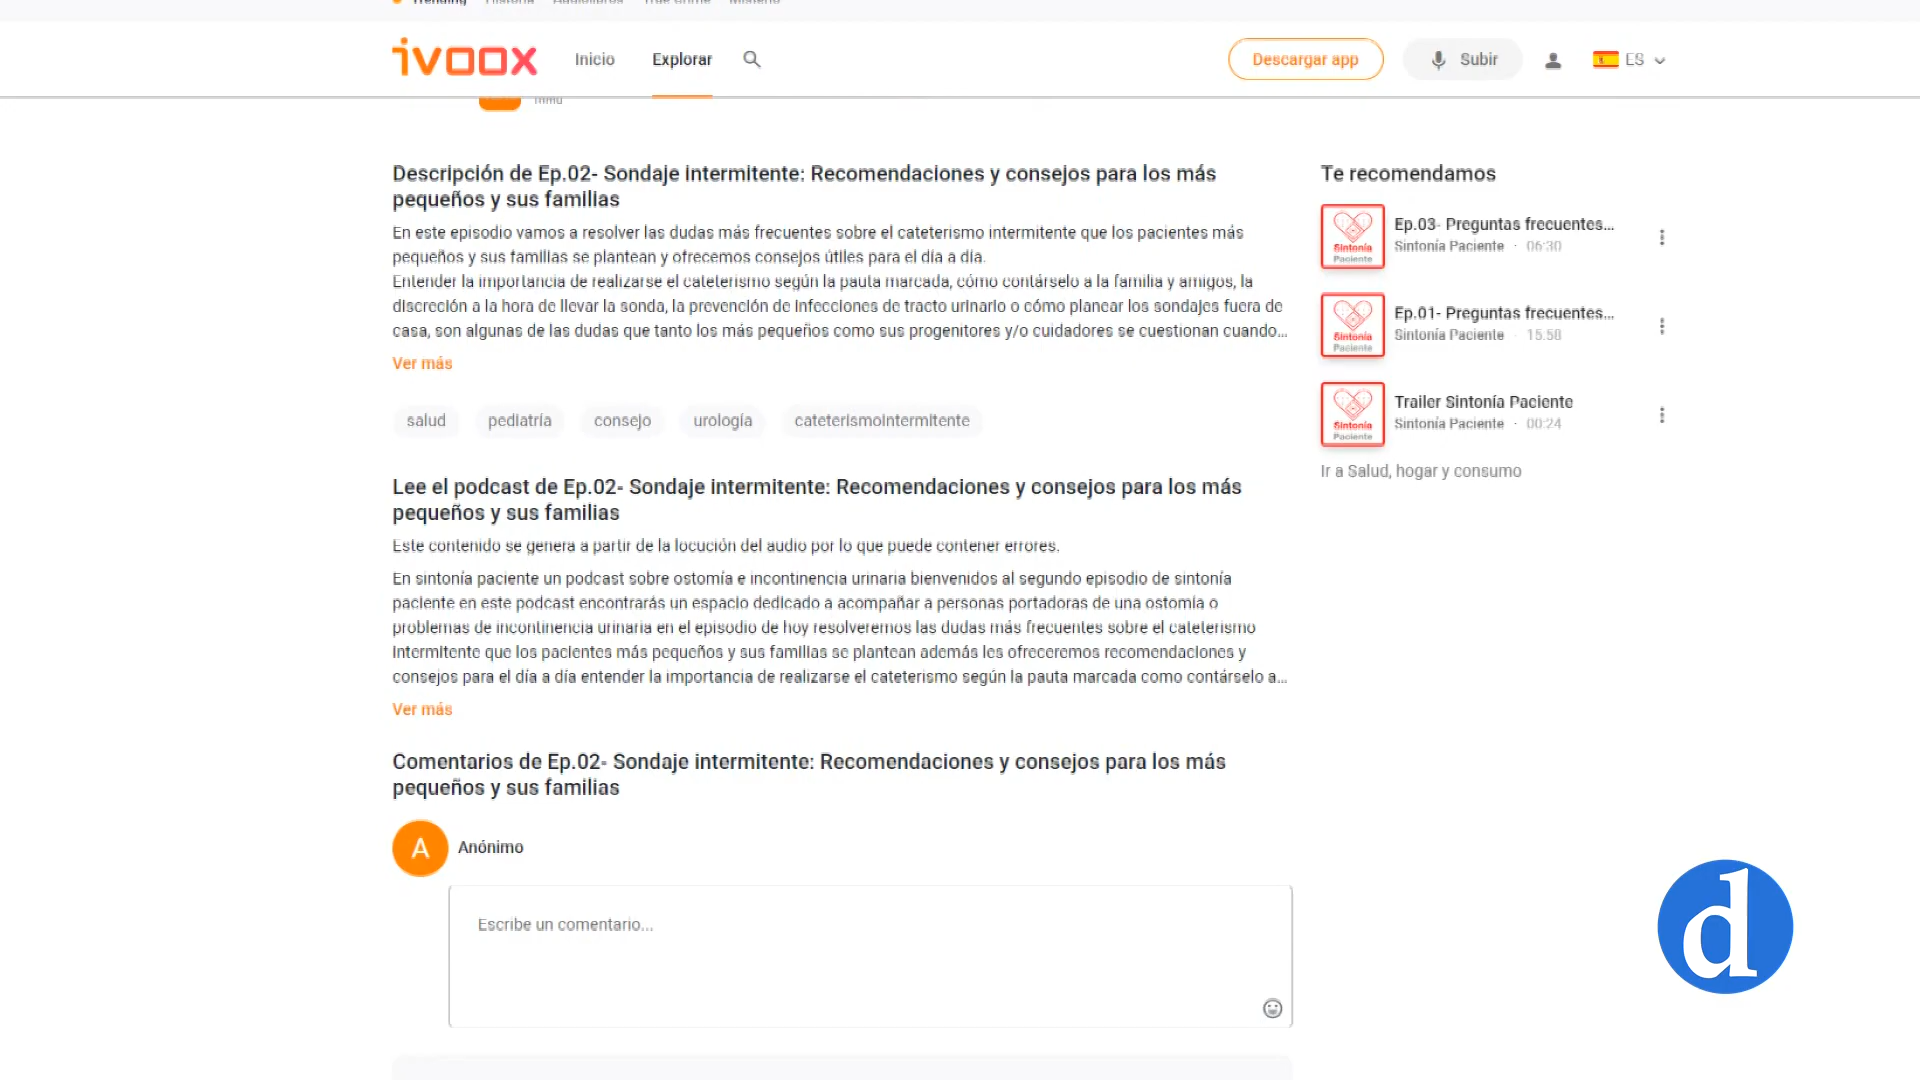 Trending Historia Audiolibros True Crime Misterio
ivoox Inicio Explorar Descargar app Subir ES
Descripción de Ep.02- Sondaje intermitente: Recomendaciones y consejos para los más
pequeños y sus familias
En este episodio vamos a resolver las dudas más frecuentes sobre el cateterismo intermitente que los pacientes más
pequeños y sus familias se plantean y ofrecemos consejos útiles para el día a día.
Entender la importancia de realizarse el cateterismo según la pauta marcada, cómo contárselo a la familia y amigos, la
discreción a la hora de llevar la sonda, la prevención de infecciones de tracto urinario o cómo planear los sondajes fuera de
casa, son algunas de las dudas que tanto los más pequeños como sus progenitores y/o cuidadores se cuestionan cuando...
Ver más
salud pediatría consejo urología cateterismointermitente
Lee el podcast de Ep.02- Sondaje intermitente: Recomendaciones y consejos para los más
pequeños y sus familias
Este contenido se genera a partir de la locución del audio por lo que puede contener errores.
En sintonía paciente un podcast sobre ostomía e incontinencia urinaria bienvenidos al segundo episodio de sintonía
paciente en este podcast encontrarás un espacio dedicado a acompañar a personas portadoras de una ostomía o
problemas de incontinencia urinaria en el episodio de hoy resolveremos las dudas más frecuentes sobre el cateterismo
intermitente que los pacientes más pequeños y sus familias se plantean además les ofreceremos recomendaciones y
consejos para el día a día entender la importancia de realizarse el cateterismo según la pauta marcada como contárselo a...
Ver más
Comentarios de Ep.02- Sondaje intermitente: Recomendaciones y consejos para los más
pequeños y sus familias
A Anónimo
Escribe un comentario...
Te recomendamos
Sintonía
Paciente
Ep.03- Preguntas frecuentes...
Sintonía Paciente · 06:30
Sintonía
Paciente
Ep.01- Preguntas frecuentes...
Sintonía Paciente · 15:58
Sintonía
Paciente
Trailer Sintonía Paciente
Sintonía Paciente · 00:24
Ir a Salud, hogar y consumo
d